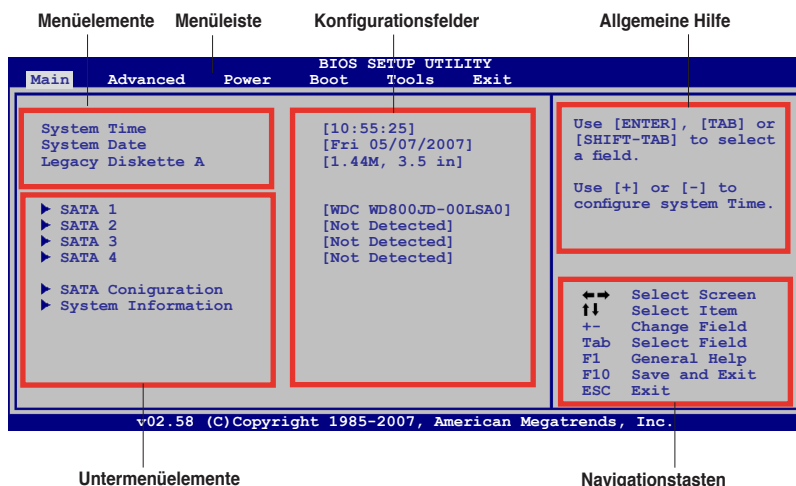 Menüelemente Menüleiste Konfigurationsfelder Allgemeine Hilfe
BIOS SETUP UTILITY
Main Advanced Power Boot Tools Exit
System Time [10:55:25]
System Date [Fri 05/07/2007]
Legacy Diskette A [1.44M, 3.5 in]
SATA 1 [WDC WD800JD-00LSA0]
SATA 2 [Not Detected]
SATA 3 [Not Detected]
SATA 4 [Not Detected]
SATA Coniguration
System Information
Use [ENTER], [TAB] or
[SHIFT-TAB] to select
a field.
Use [+] or [-] to
configure system Time.
←→ Select Screen
↑↓ Select Item
+- Change Field
Tab Select Field
F1 General Help
F10 Save and Exit
ESC Exit
v02.58 (C)Copyright 1985-2007, American Megatrends, Inc.
Untermenüelemente Navigationstasten